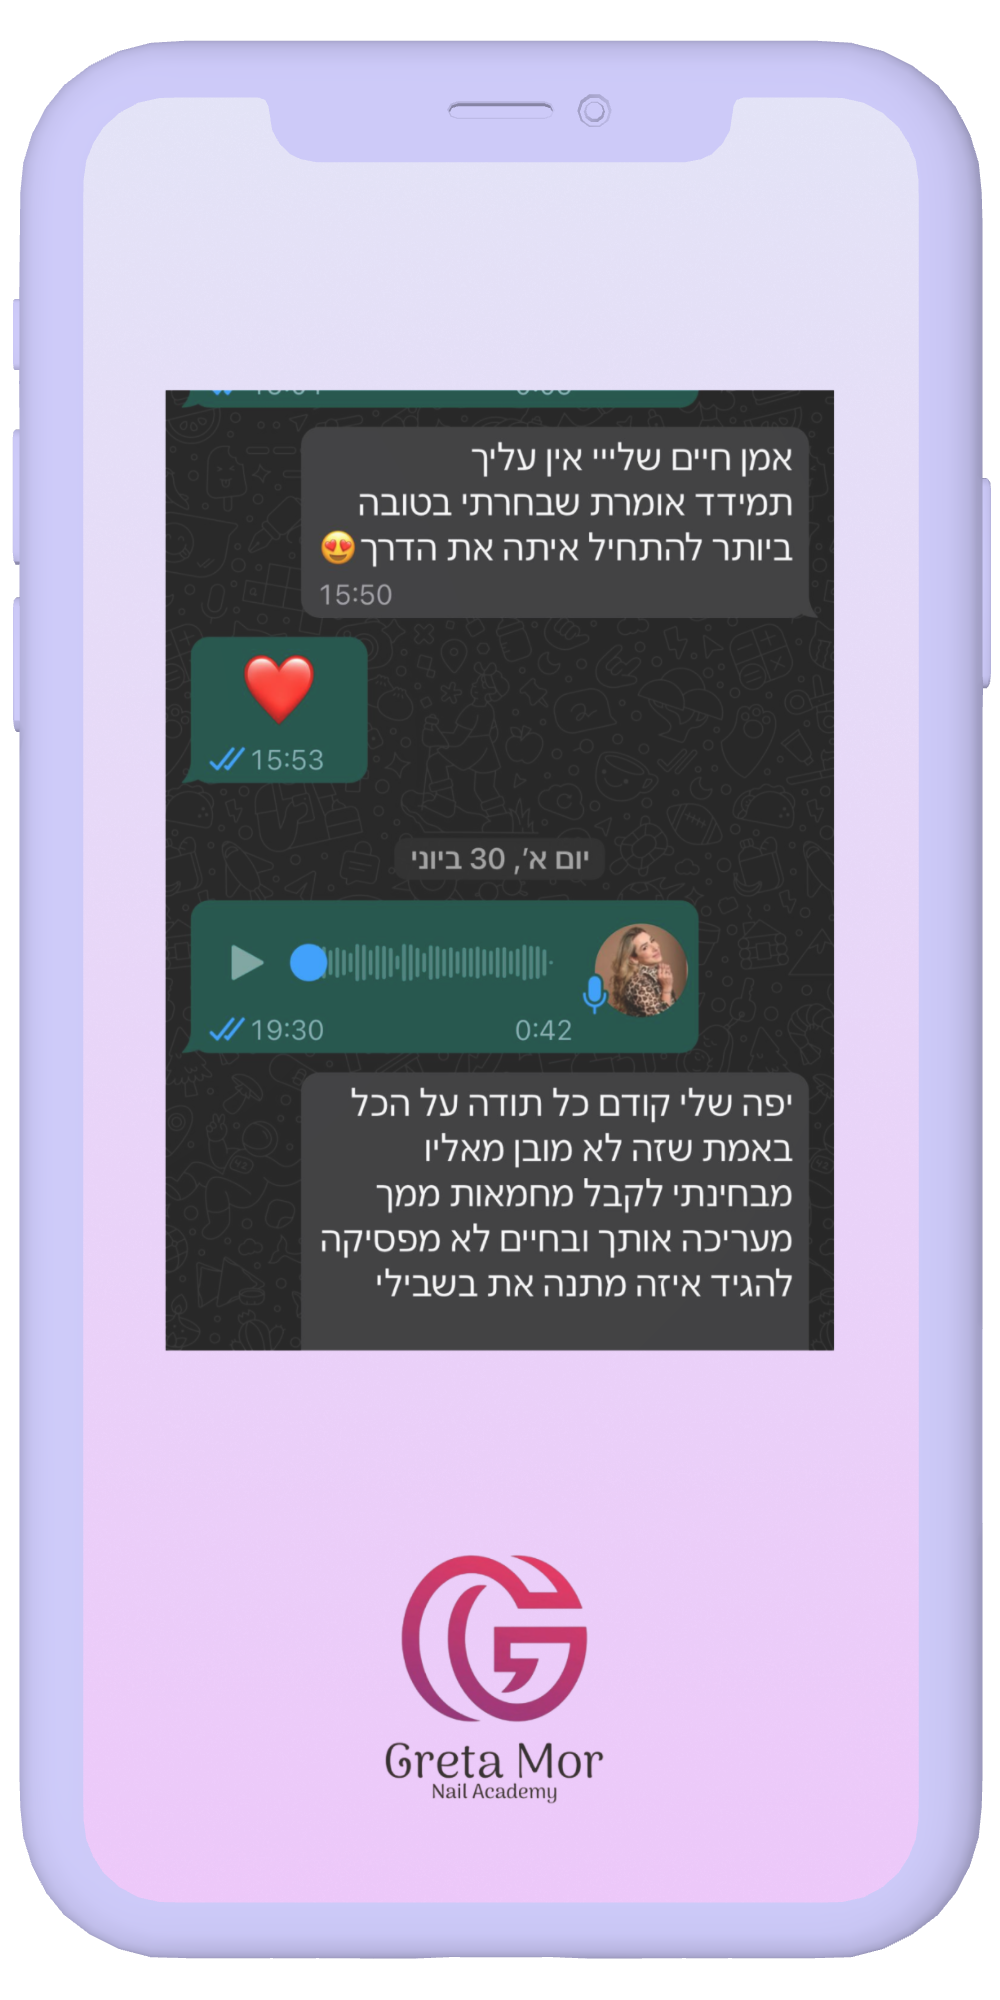 אמן חיים שלייי אין עליך
תמידד אומרת שבחרתי בטובה
ביותר להתחיל איתה את הדרך😍
15:50
❤️
15:53
יום א׳, 30 ביוני
0:42
19:30
יפה שלי קודם כל תודה על הכל
באמת שזה לא מובן מאליו
מבחינתי לקבל מחמאות ממך
מעריכה אותך ובחיים לא מפסיקה
להגיד איזה מתנה את בשבילי
Greta Mor
Nail Academy